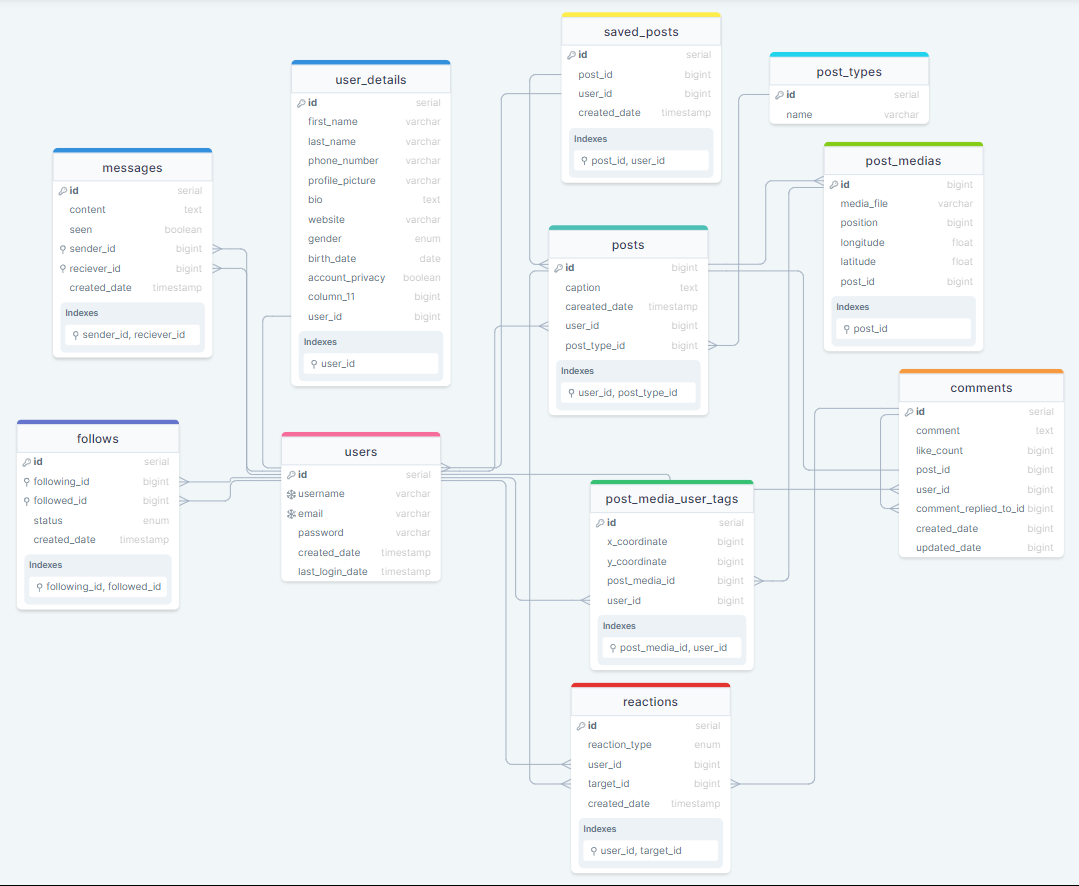 saved_posts
id serial
post_id bigint
user_id bigint
created_date timestamp
Indexes
post_id, user_id
post_types
id serial
name varchar
user_details
id serial
first_name varchar
last_name varchar
phone_number varchar
profile_picture varchar
bio text
website varchar
gender enum
birth_date date
account_privacy boolean
column_11 bigint
user_id bigint
Indexes
user_id
messages
id serial
content text
seen boolean
sender_id bigint
reciever_id bigint
created_date timestamp
Indexes
sender_id, reciever_id
post_medias
id bigint
media_file varchar
position bigint
longitude float
latitude float
post_id bigint
Indexes
post_id
posts
id bigint
caption text
careated_date timestamp
user_id bigint
post_type_id bigint
Indexes
user_id, post_type_id
comments
id serial
comment text
like_count bigint
post_id bigint
user_id bigint
comment_replied_to_id bigint
created_date bigint
updated_date bigint
follows
id serial
following_id bigint
followed_id bigint
status enum
created_date timestamp
Indexes
following_id, followed_id
users
id serial
username varchar
email varchar
password varchar
created_date timestamp
last_login_date timestamp
post_media_user_tags
id serial
x_coordinate bigint
y_coordinate bigint
post_media_id bigint
user_id bigint
Indexes
post_media_id, user_id
reactions
id serial
reaction_type enum
user_id bigint
target_id bigint
created_date timestamp
Indexes
user_id, target_id